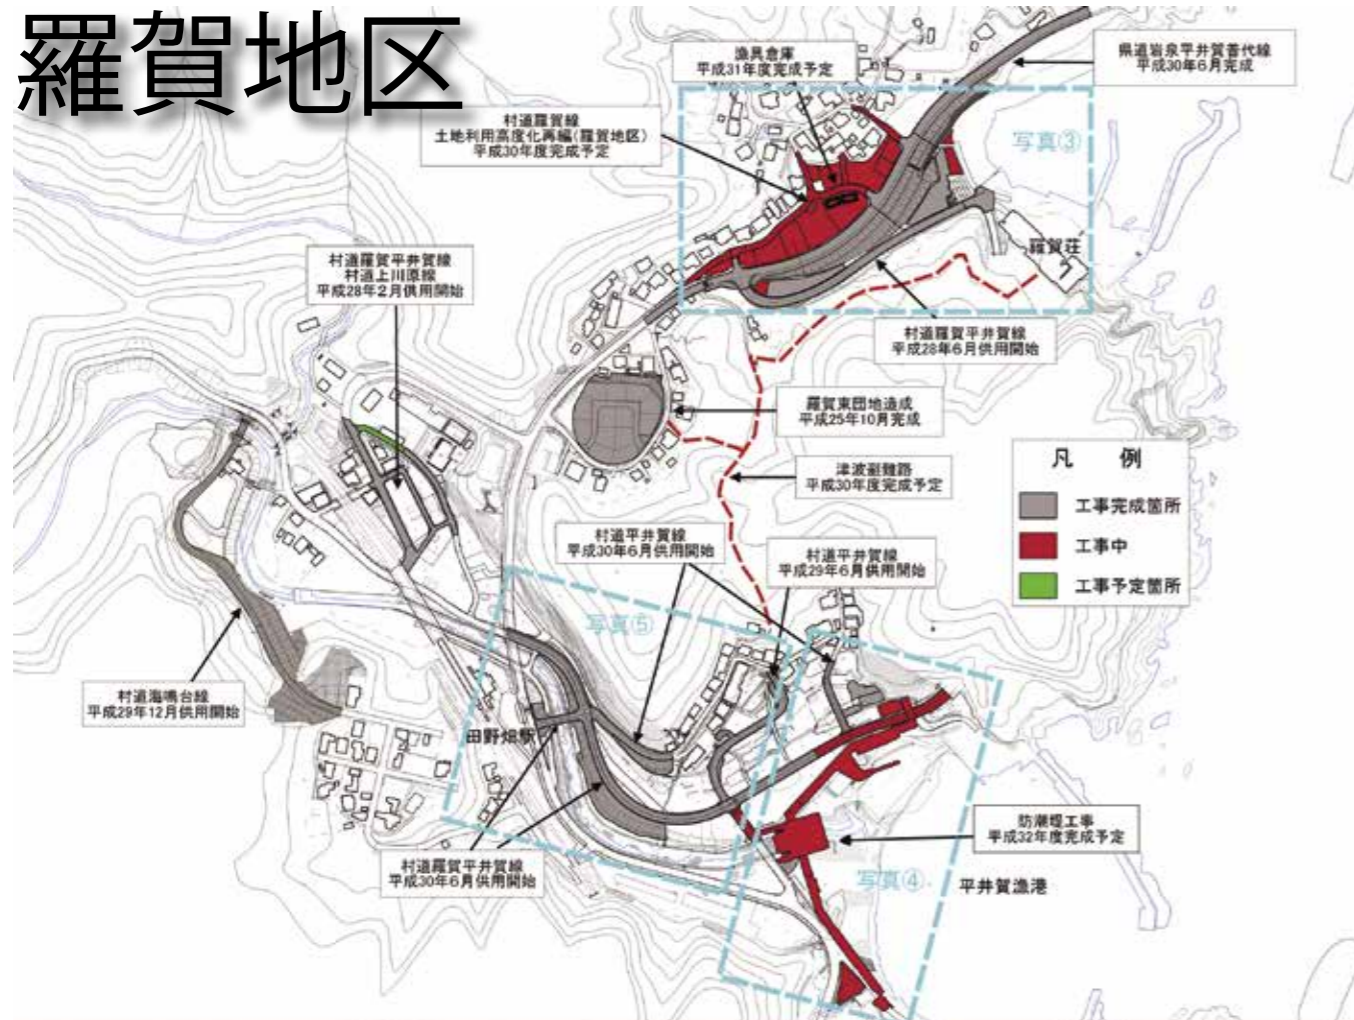 羅賀地区
漁具倉庫
平成31年度完成予定
県道岩泉平井賀普代線
平成30年6月完成
村道羅賀線
土地利用高度化再編(羅賀地区)
平成30年度完成予定
写真③
羅賀荘
村道羅賀平井賀線
村道上川原線
平成28年2月供用開始
村道羅賀平井賀線
平成28年6月供用開始
羅賀東団地造成
平成25年10月完成
凡 例
工事完成箇所
工事中
工事予定箇所
津波避難路
平成30年度完成予定
村道平井賀線
平成30年6月供用開始
村道平井賀線
平成29年6月供用開始
写真⑤
村道海鳴台線
平成29年12月供用開始
田野畑駅
防潮堤工事
平成32年度完成予定
村道羅賀平井賀線
平成30年6月供用開始
写真④
平井賀漁港